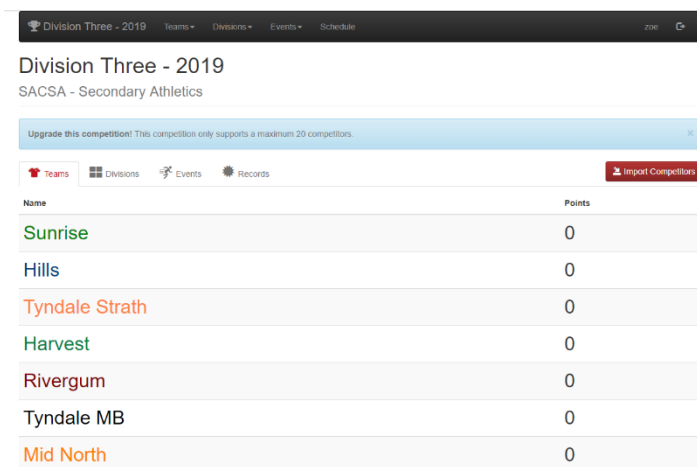 Division Three - 2019 Teams Divisions Events Schedule zoe
Division Three - 2019
SACSA - Secondary Athletics
Upgrade this competition! This competition only supports a maximum 20 competitors. ×
Teams Divisions Events Records Import Competitors
Name Points
Sunrise 0
Hills 0
Tyndale Strath 0
Harvest 0
Rivergum 0
Tyndale MB 0
Mid North 0